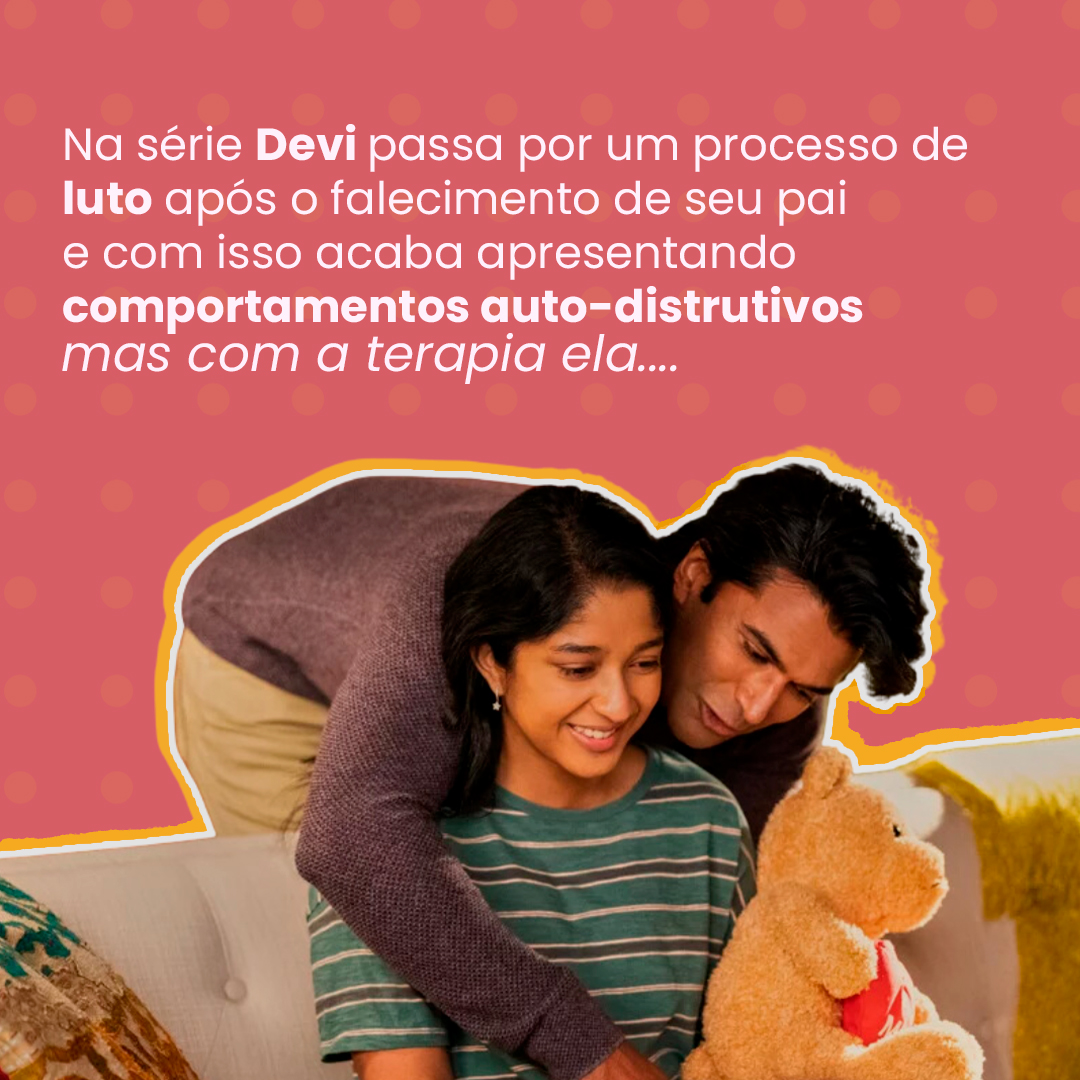 Na série Devi passa por um processo de
luto após o falecimento de seu pai
e com isso acaba apresentando
comportamentos auto-distrutivos
mas com a terapia ela....